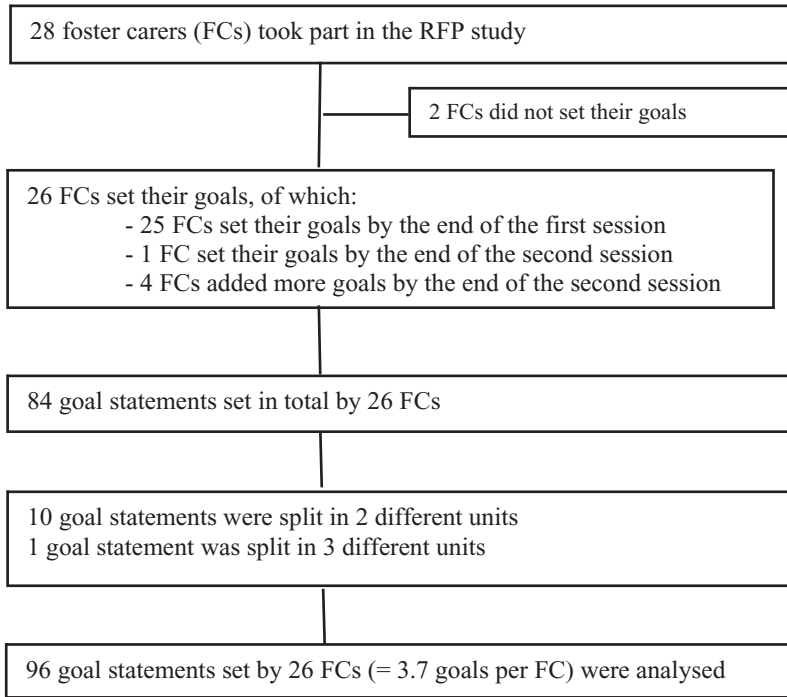 28 foster carers (FCs) took part in the RFP study
2 FCs did not set their goals
26 FCs set their goals, of which:
- 25 FCs set their goals by the end of the first session
- 1 FC set their goals by the end of the second session
- 4 FCs added more goals by the end of the second session
84 goal statements set in total by 26 FCs
10 goal statements were split in 2 different units
1 goal statement was split in 3 different units
96 goal statements set by 26 FCs (= 3.7 goals per FC) were analysed